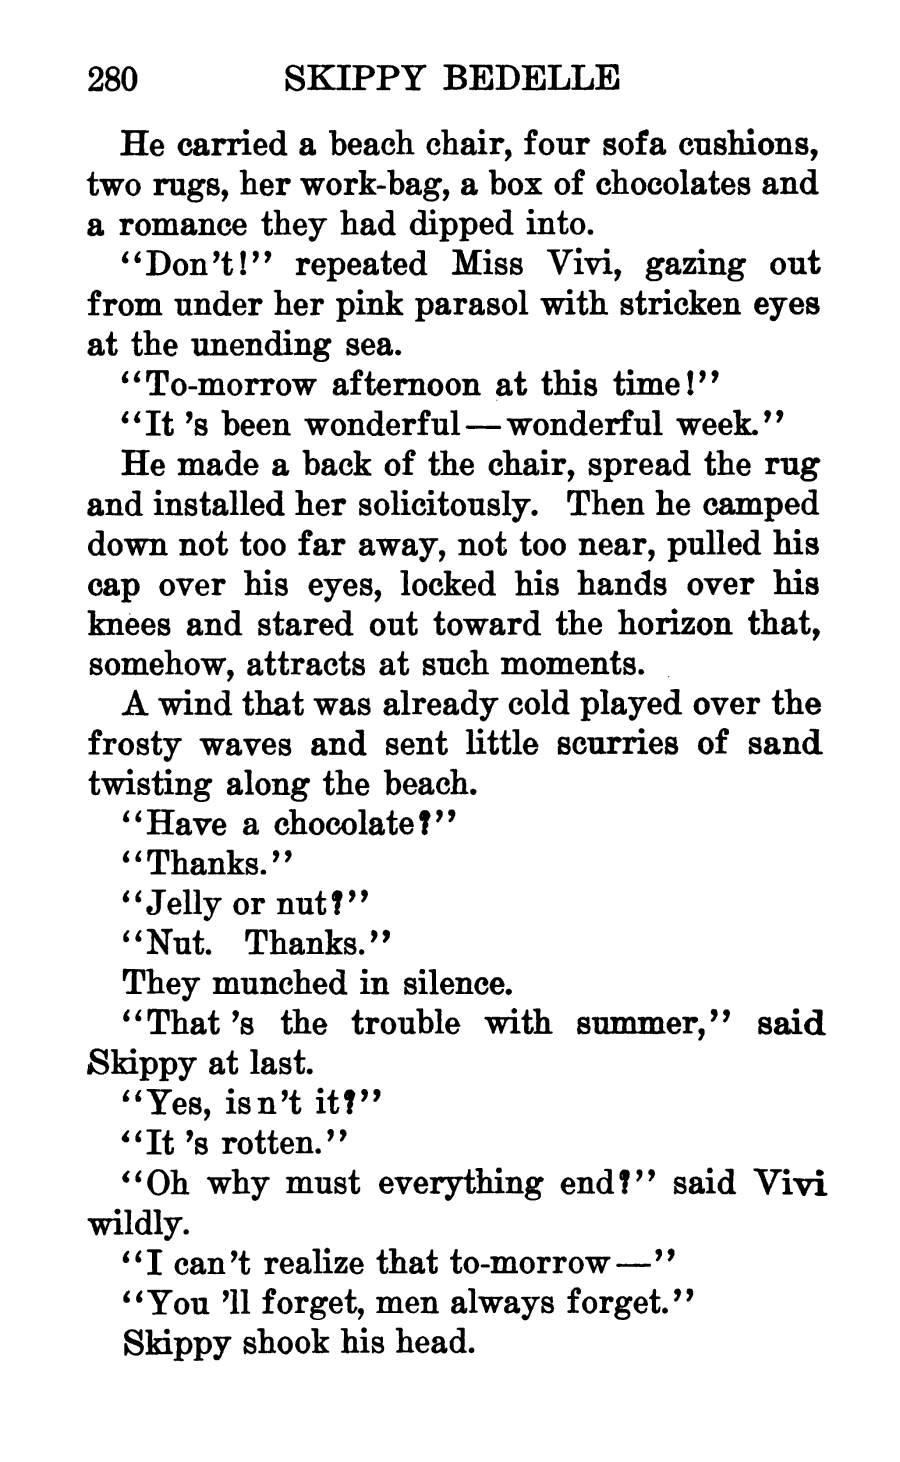 280 SKIPPY BEDELLE
He carried a beach chair, four sofa cushions,
two rugs, her work-bag, a box of chocolates and
a romance they had dipped into.
"Don't!" repeated Miss Vivi, gazing out
from under her pink parasol with stricken eyes
at the unending sea.
"To-morrow afternoon at this time!"
"It 's been wonderful—wonderful week."
He made a back of the chair, spread the rug
and installed her solicitously. Then he camped
down not too far away, not too near, pulled his
cap over his eyes, locked his hands over his
knees and stared out toward the horizon that,
somehow, attracts at such moments.
A wind that was already cold played over the
frosty waves and sent little scurries of sand
twisting along the beach.
"Have a chocolate?"
"Thanks."
"Jelly or nut?"
"Nut. Thanks."
They munched in silence.
"That 's the trouble with summer," said
Skippy at last.
"Yes, isn't it?"
"It 's rotten."
"Oh why must everything end?" said Vivi
wildly.
"I can't realize that to-morrow—"
"You 'll forget, men always forget."
Skippy shook his head.